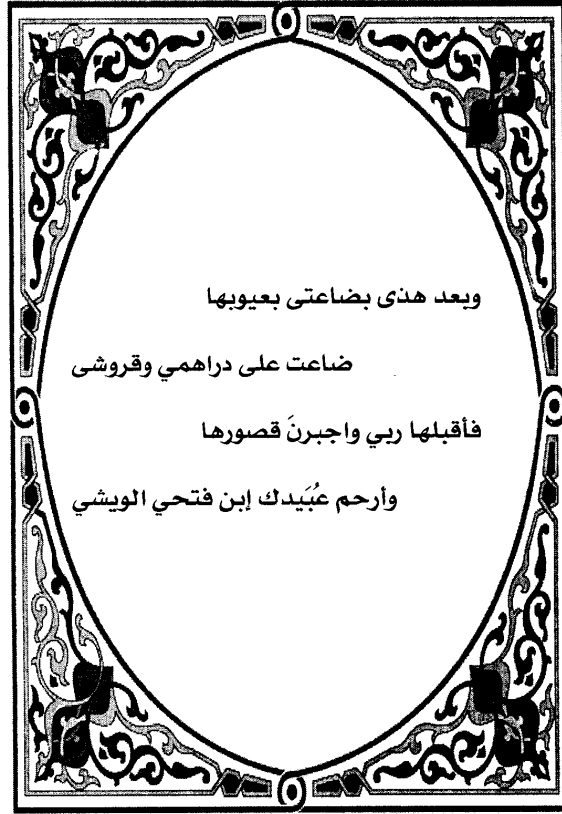 وبعد هذى بضاعتى بعيوبها
ضاعت على دراهمي وقروشى
فأقبلها ربي واجبرنَ قصورها
وأرحم عُبَيدك إبن فتحي الويشي